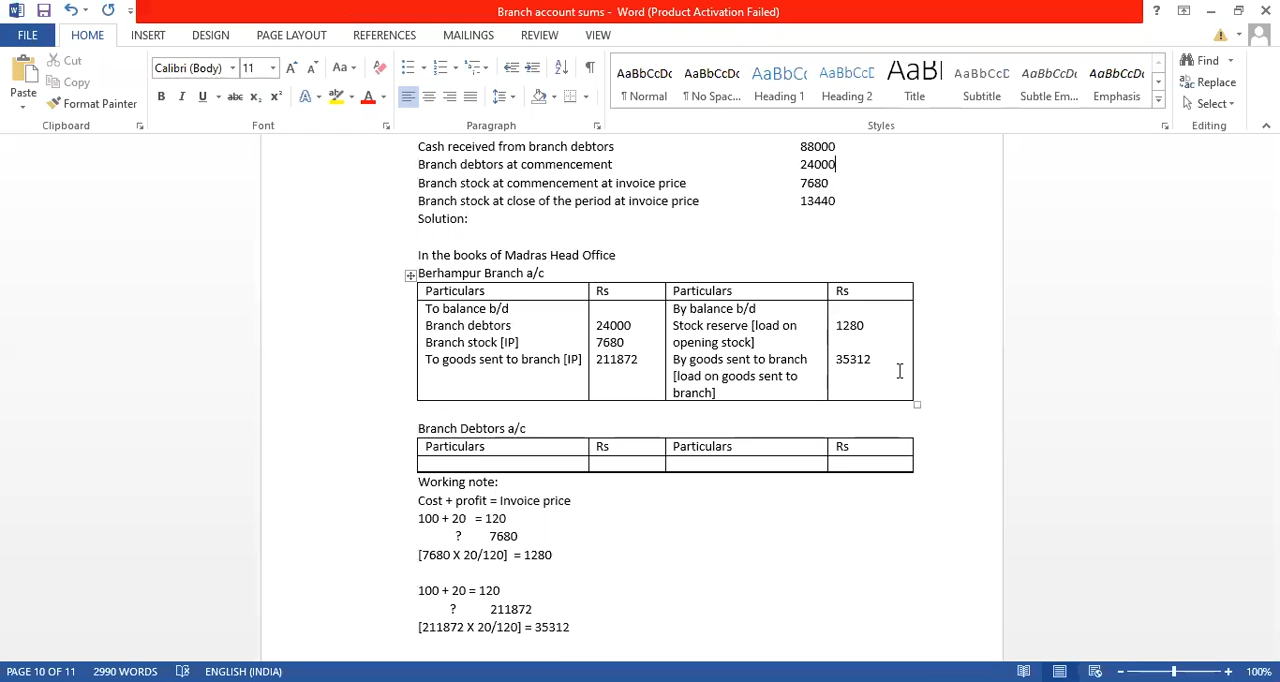 Branch account sums - Word (Product Activation Failed)
FILE HOME INSERT DESIGN PAGE LAYOUT REFERENCES MAILINGS REVIEW VIEW
Cut
Copy
Format Painter
Paste
Clipboard
Calibri (Body) 11
Font
Paragraph
AaBbCcDc AaBbCcDc AaBbCc AaBbCcD AaBl AaBbCcD AaBbCcDc AaBbCcDc
¶ Normal ¶ No Spac... Heading 1 Heading 2 Title Subtitle Subtle Em... Emphasis
Styles
Find
Replace
Select
Editing
Cash received from branch debtors 88000
Branch debtors at commencement 24000
Branch stock at commencement at invoice price 7680
Branch stock at close of the period at invoice price 13440
Solution:
In the books of Madras Head Office
Berhampur Branch a/c
Particulars Rs Particulars Rs
To balance b/d By balance b/d
Branch debtors 24000 Stock reserve [load on 1280
Branch stock [IP] 7680 opening stock]
To goods sent to branch [IP] 211872 By goods sent to branch 35312
[load on goods sent to
branch]
Branch Debtors a/c
Particulars Rs Particulars Rs
Working note:
Cost + profit = Invoice price
100 + 20 = 120
? 7680
[7680 X 20/120] = 1280
100 + 20 = 120
? 211872
[211872 X 20/120] = 35312
PAGE 10 OF 11 2990 WORDS ENGLISH (INDIA) 100%